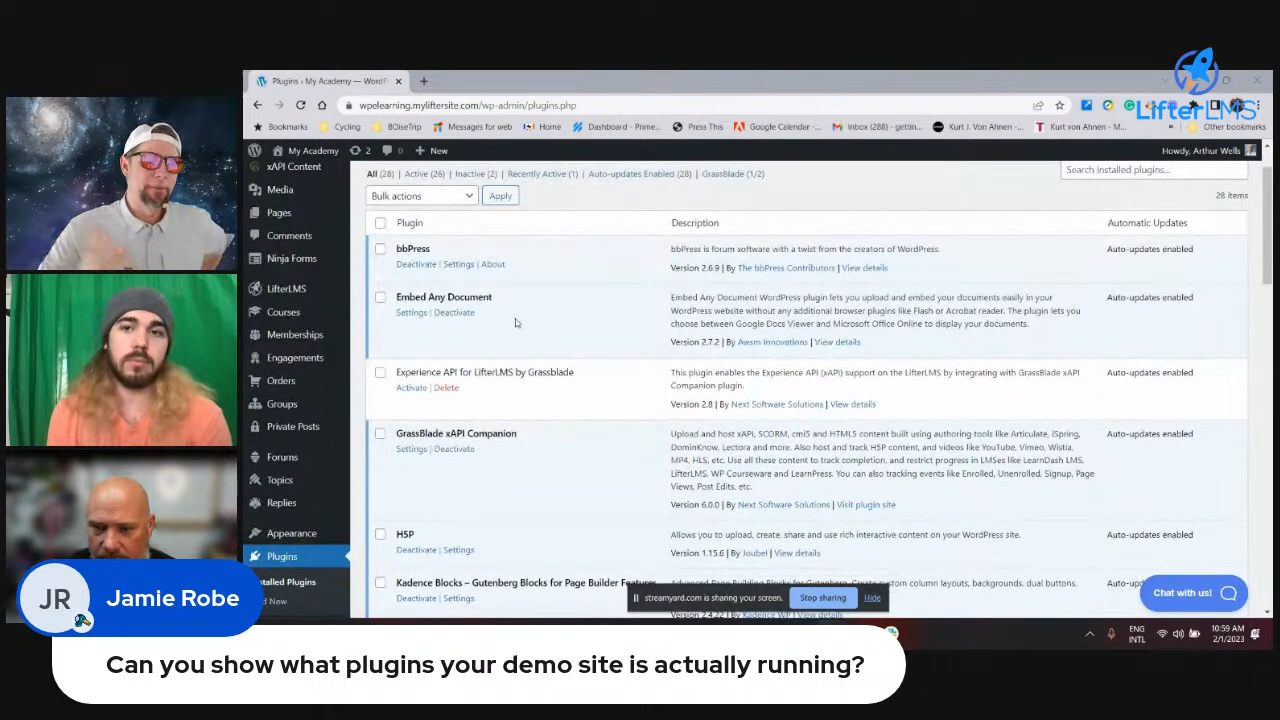 LifterLMS
Plugins ‹ My Academy — WordP
wpelearning.myliftersite.com/wp-admin/plugins.php
Bookmarks
Cycling
BOiseTrip
Messages for web
Home
Dashboard - Prime...
Press This
Google Calendar -...
Inbox (288) - gettin...
Kurt J. Von Ahnen -...
Kurt von Ahnen - M...
»
Other bookmarks
My Academy
2
0
New
Howdy, Arthur Wells
xAPI Content
Media
Pages
Comments
Ninja Forms
LifterLMS
Courses
Memberships
Engagements
Orders
Groups
Private Posts
Forums
Topics
Replies
Appearance
Plugins
Installed Plugins
All (28) | Active (26) | Inactive (2) | Recently Active (1) | Auto-updates Enabled (28) | GrassBlade (1/2)
Search installed plugins...
Bulk actions
Apply
28 items
Plugin
Description
Automatic Updates
bbPress
Deactivate | Settings | About
bbPress is forum software with a twist from the creators of WordPress.
Version 2.6.9 | By The bbPress Contributors | View details
Auto-updates enabled
Embed Any Document
Settings | Deactivate
Embed Any Document WordPress plugin lets you upload and embed your documents easily in your
WordPress website without any additional browser plugins like Flash or Acrobat reader. The plugin lets you
choose between Google Docs Viewer and Microsoft Office Online to display your documents.
Version 2.7.2 | By Awsm Innovations | View details
Auto-updates enabled
Experience API for LifterLMS by Grassblade
Activate | Delete
This plugin enables the Experience API (xAPI) support on the LifterLMS by integrating with GrassBlade xAPI
Companion plugin.
Version 2.8 | By Next Software Solutions | View details
Auto-updates enabled
GrassBlade xAPI Companion
Settings | Deactivate
Upload and host xAPI, SCORM, cmi5 and HTML5 content built using authoring tools like Articulate, iSpring,
DominKnow, Lectora and more. Also host and track H5P content, and videos like YouTube, Vimeo, Wistia,
MP4, HLS, etc. Use all these content to track completion, and restrict progress in LMSes like LearnDash LMS,
LifterLMS, WP Courseware and LearnPress. You can also tracking events like Enrolled, Unenrolled, Signup, Page
Views, Post Edits, etc.
Version 6.0.0 | By Next Software Solutions | Visit plugin site
Auto-updates enabled
H5P
Deactivate | Settings
Allows you to upload, create, share and use rich interactive content on your WordPress site.
Version 1.15.6 | By Joubel | View details
Auto-updates enabled
Kadence Blocks – Gutenberg Blocks for Page Builder Features
Deactivate | Settings
streamyard.com is sharing your screen.
Stop sharing
Hide
Chat with us!
ENG
INTL
10:59 AM
2/1/2023
JR
Jamie Robe
Can you show what plugins your demo site is actually running?